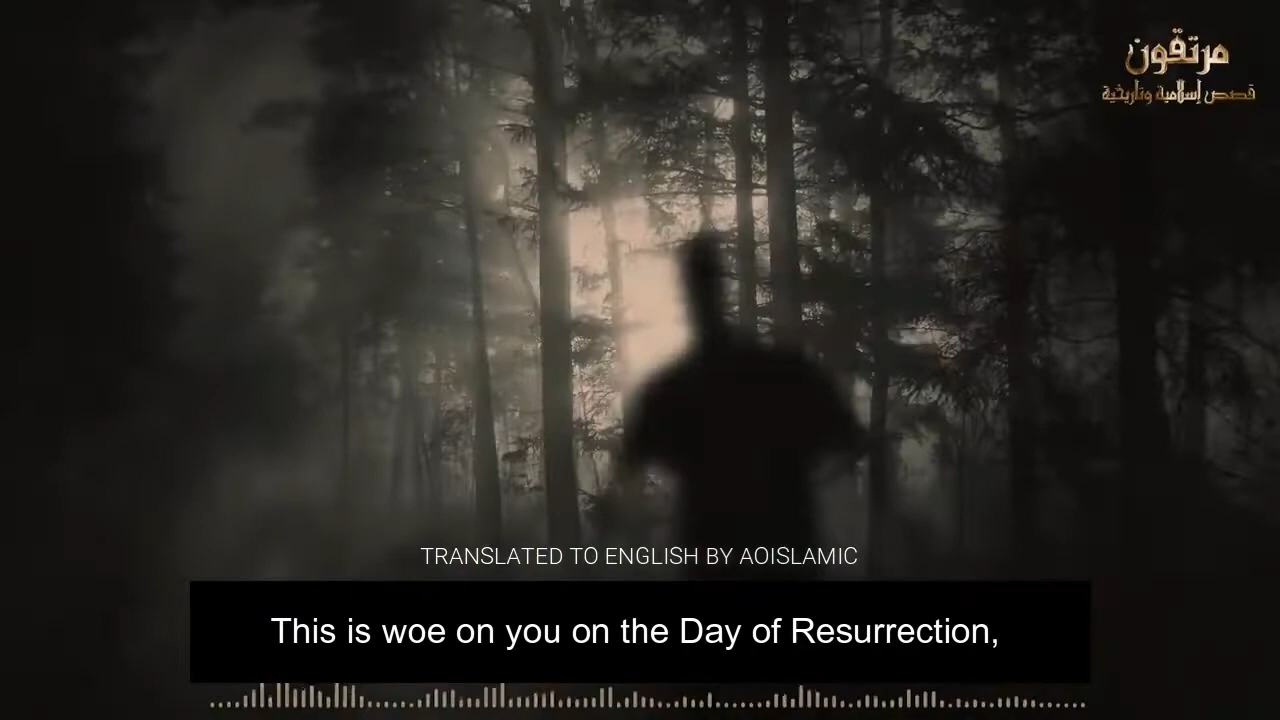 مرتقون
قصص إسلامية وتاريخية
TRANSLATED TO ENGLISH BY AOISLAMIC
This is woe on you on the Day of Resurrection,